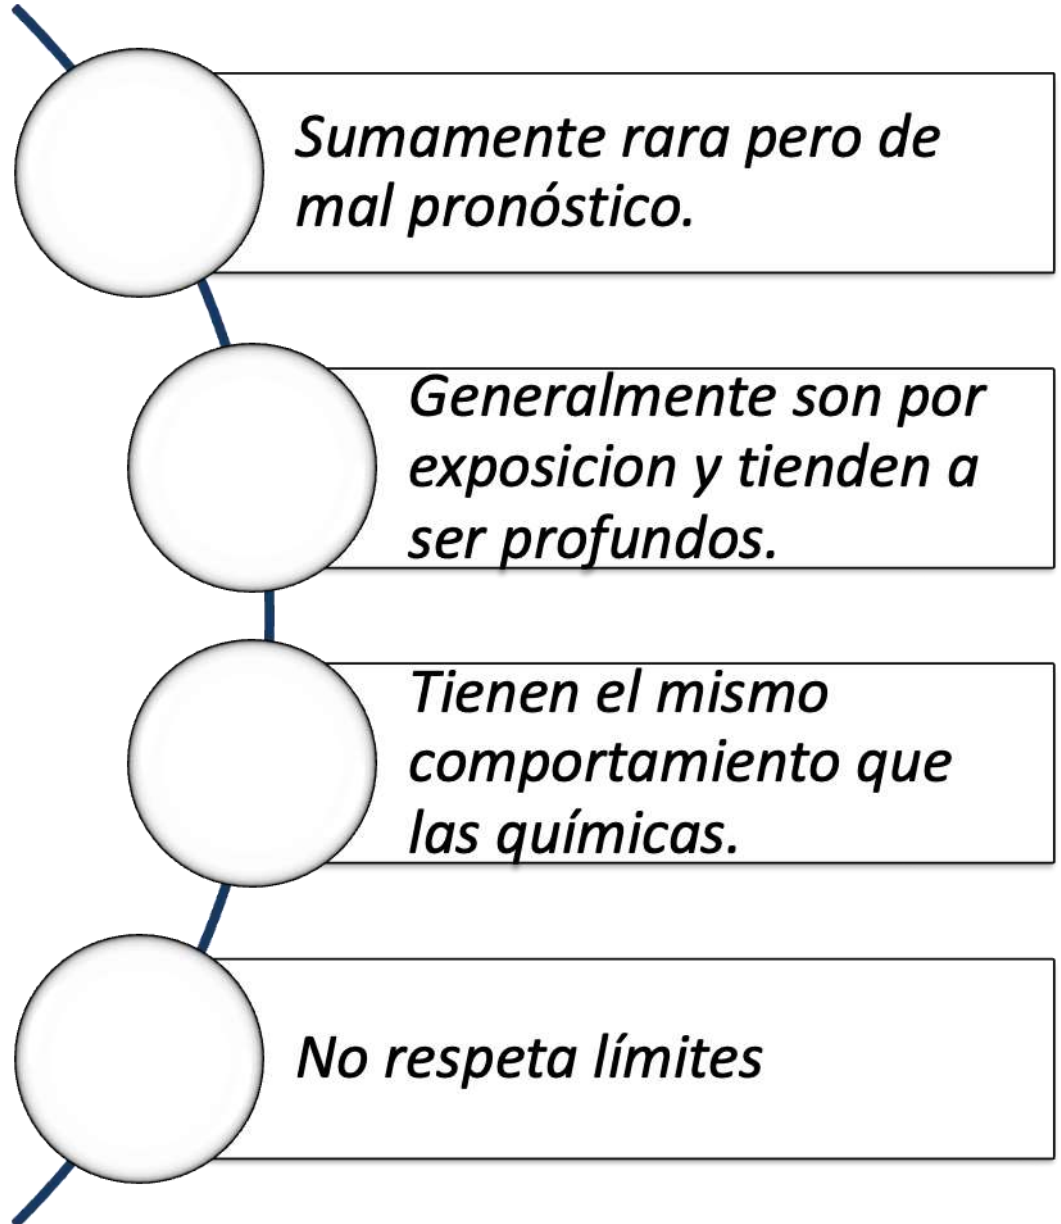 Sumamente rara pero de
mal pronóstico.
Generalmente son por
exposicion y tienden a
ser profundos.
Tienen el mismo
comportamiento que
las químicas.
No respeta límites